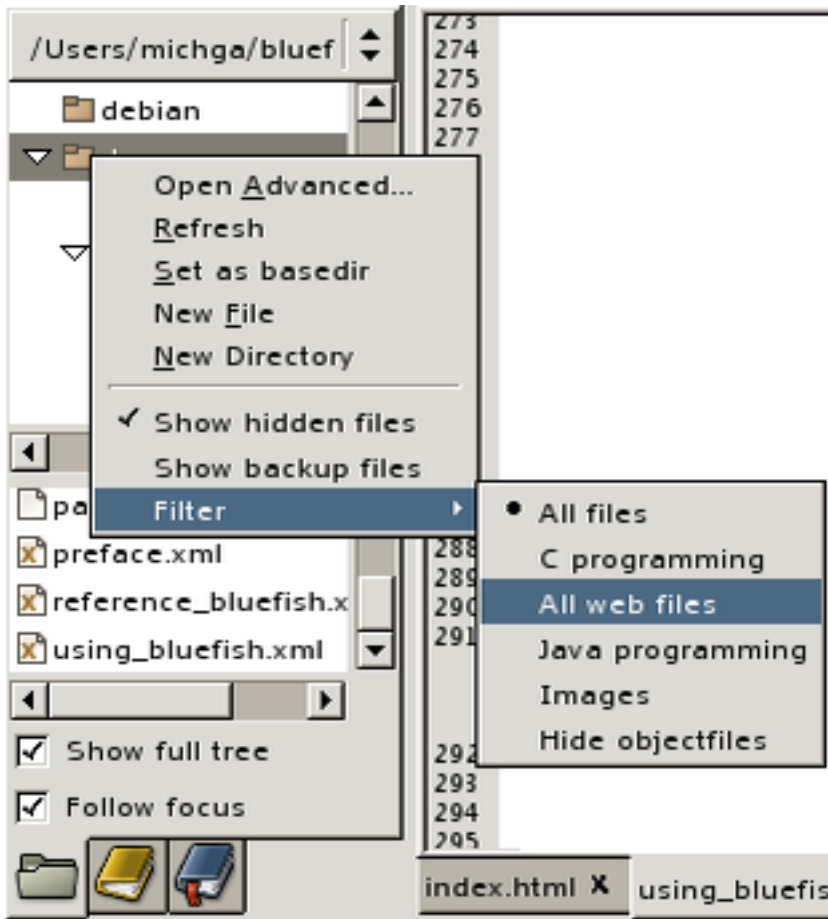 /Users/michga/bluef
debian
Open Advanced...
Refresh
Set as basedir
New File
New Directory
Show hidden files
Show backup files
Filter
All files
C programming
All web files
Java programming
Images
Hide objectfiles
pa
preface.xml
reference_bluefish.x
using_bluefish.xml
Show full tree
Follow focus
273
274
275
276
277
288
289
290
291
292
293
294
295
index.html X
using_bluefis